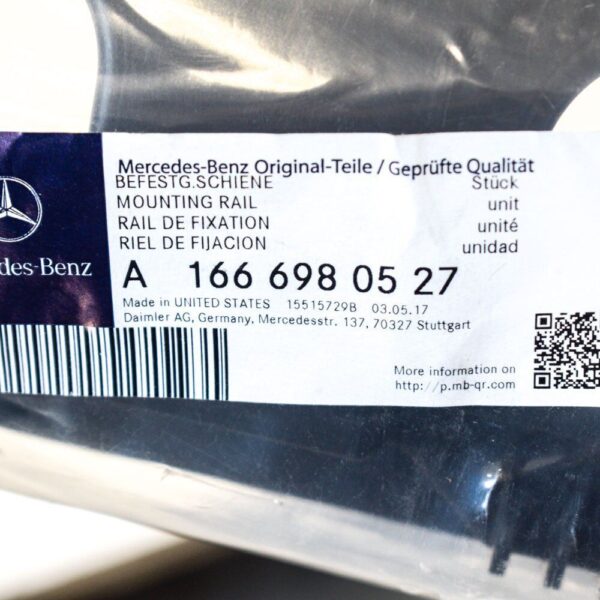 Mercedes-Benz Original-Teile / Geprüfte Qualität
BEFESTG.SCHIENE Stück
MOUNTING RAIL unit
RAIL DE FIXATION unité
RIEL DE FIJACION unidad
des-Benz
A 166 698 05 27
Made in UNITED STATES 15515729B 03.05.17
Daimler AG, Germany, Mercedesstr. 137, 70327 Stuttgart
More information on
http://p.mb-qr.com